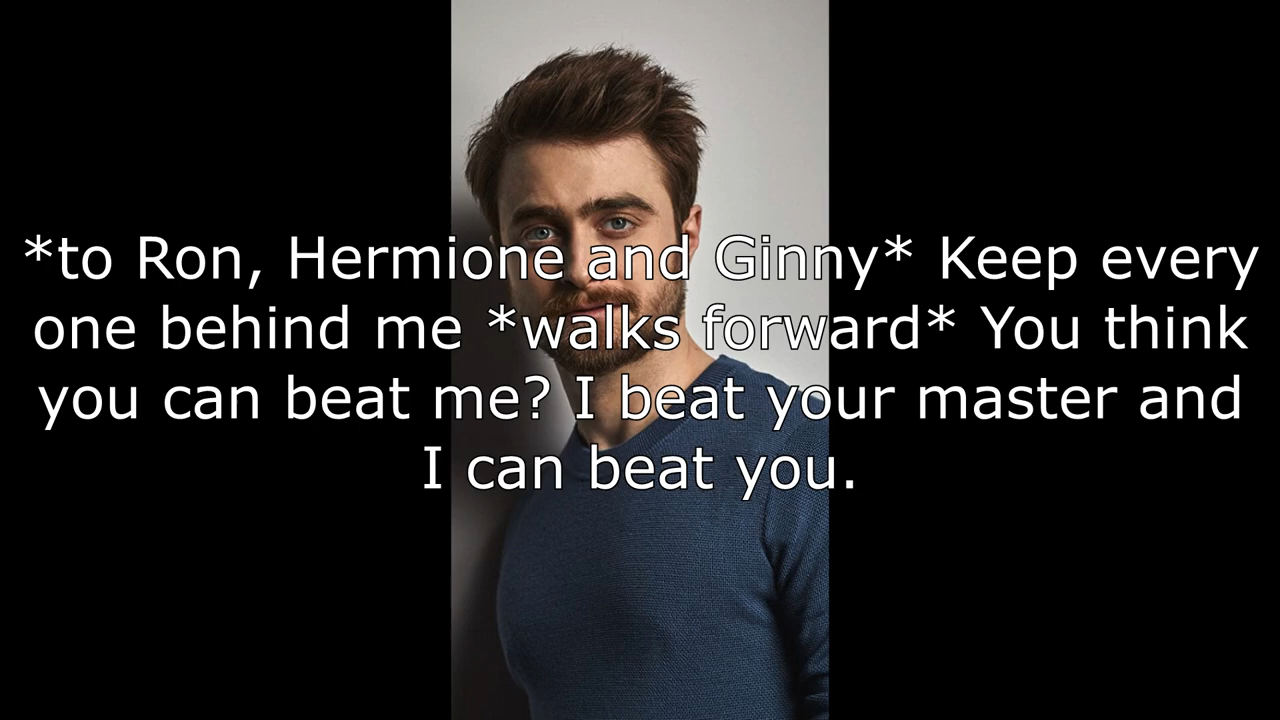 *to Ron, Hermione and Ginny* Keep every
one behind me *walks forward* You think
you can beat me? I beat your master and
I can beat you.